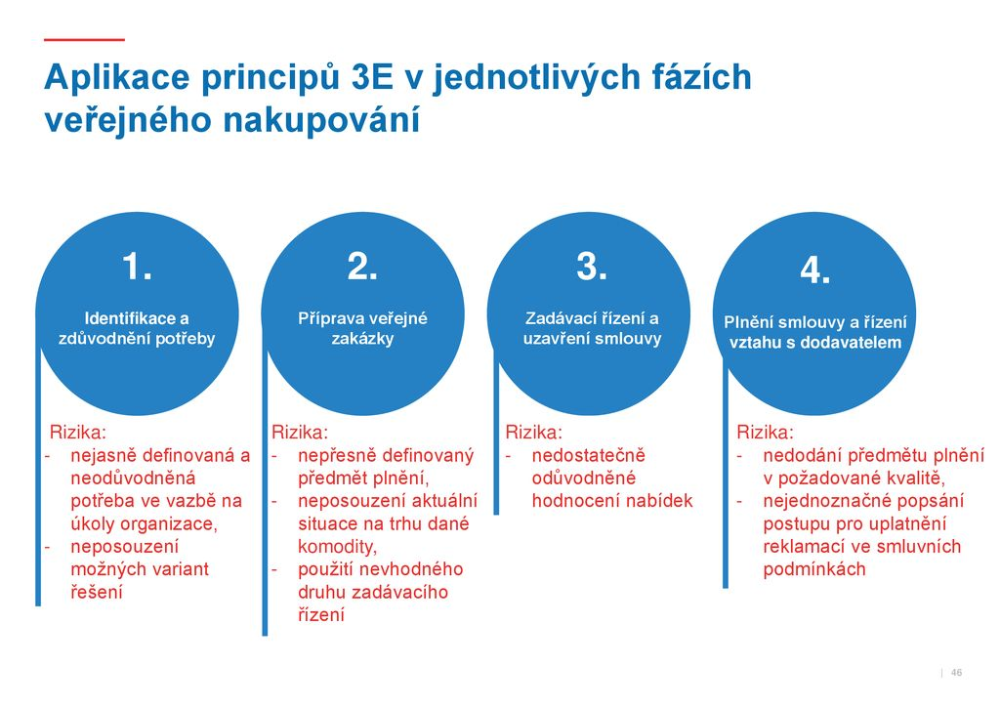 Aplikace principů 3E v jednotlivých fázích
veřejného nakupování
1.
Identifikace a
zdůvodnění potřeby
Rizika:
- nejasně definovaná a
neodůvodněná
potřeba ve vazbě na
úkoly organizace,
- neposouzení
možných variant
řešení
2.
Příprava veřejné
zakázky
Rizika:
- nepřesně definovaný
předmět plnění,
- neposouzení aktuální
situace na trhu dané
komodity,
- použití nevhodného
druhu zadávacího
řízení
3.
Zadávací řízení a
uzavření smlouvy
Rizika:
- nedostatečně
odůvodněné
hodnocení nabídek
4.
Plnění smlouvy a řízení
vztahu s dodavatelem
Rizika:
- nedodání předmětu plnění
v požadované kvalitě,
- nejednoznačné popsání
postupu pro uplatnění
reklamací ve smluvních
podmínkách
| 46